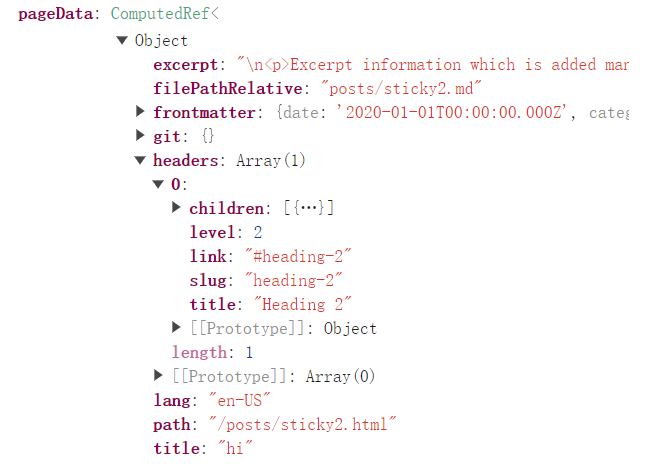 pageData: ComputedRef<
▼ Object
excerpt: "\n<p>Excerpt information which is added man
filePathRelative: "posts/sticky2.md"
▶ frontmatter: {date: '2020-01-01T00:00:00.000Z', categ
▶ git: {}
▼ headers: Array(1)
▼ 0:
▶ children: [{…}]
level: 2
link: "#heading-2"
slug: "heading-2"
title: "Heading 2"
▶ [[Prototype]]: Object
length: 1
▶ [[Prototype]]: Array(0)
lang: "en-US"
path: "/posts/sticky2.html"
title: "hi"